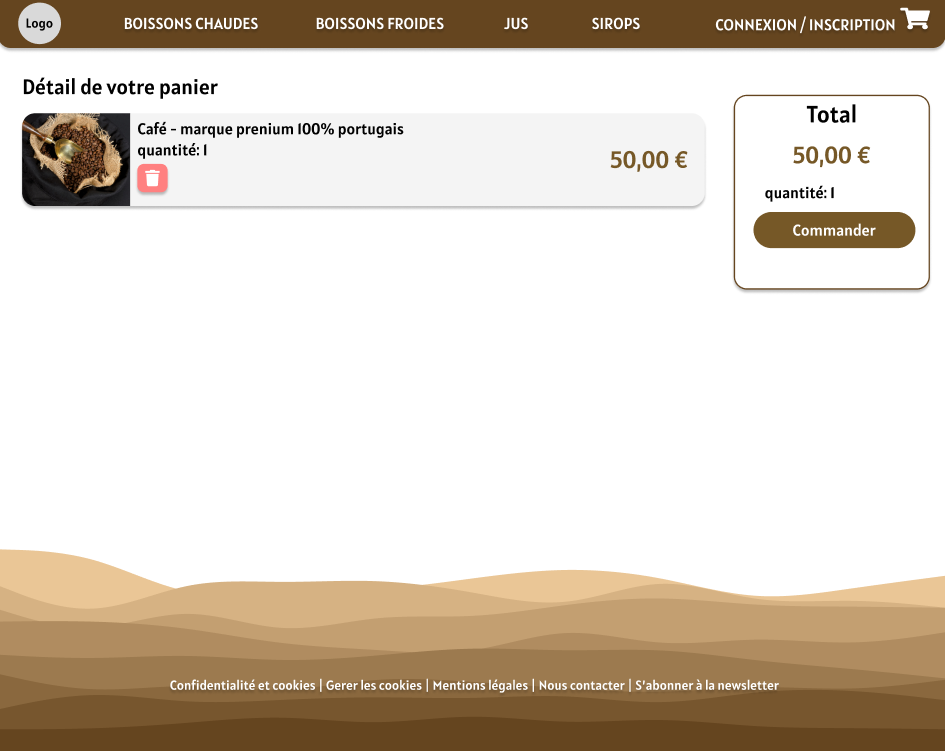 Logo
BOISSONS CHAUDES
BOISSONS FROIDES
JUS
SIROPS
CONNEXION / INSCRIPTION
Détail de votre panier
Café - marque prenium 100% portugais
quantité: 1
50,00 €
Total
50,00 €
quantité: 1
Commander
Confidentialité et cookies | Gerer les cookies | Mentions légales | Nous contacter | S'abonner à la newsletter